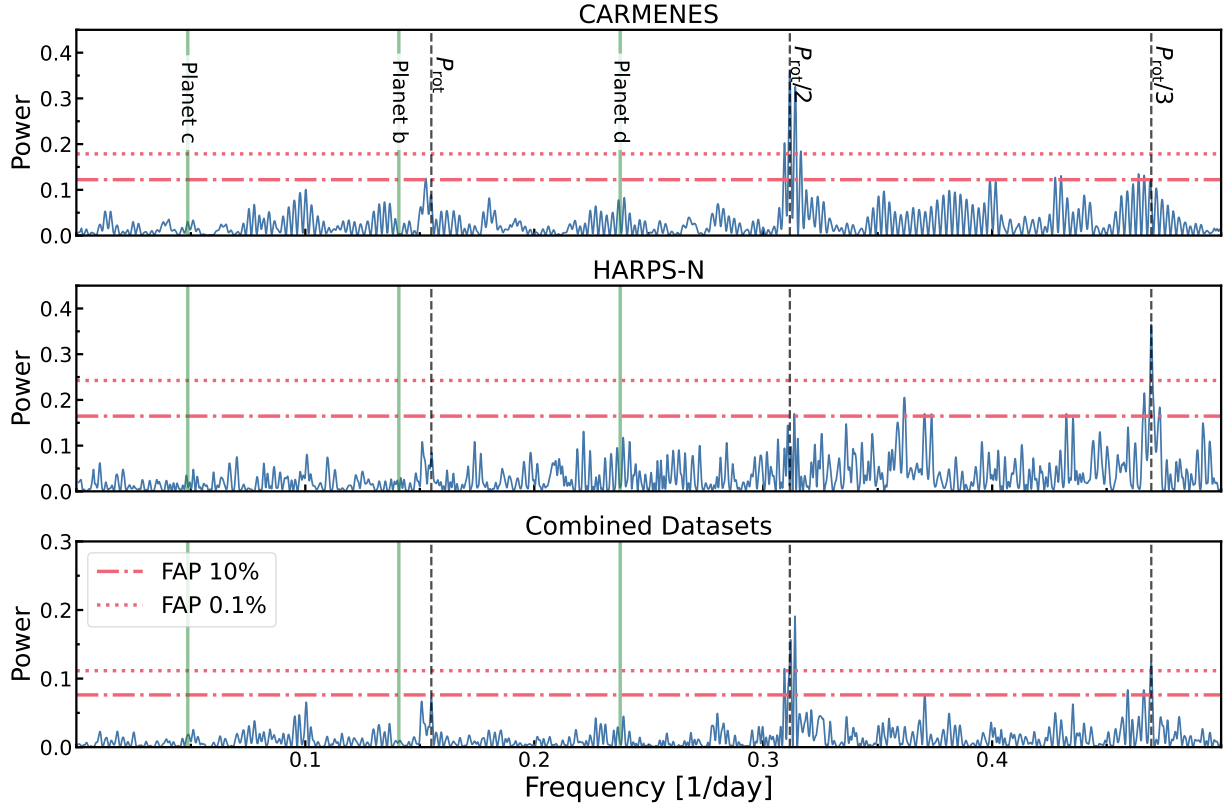 CARMENES
Power
0.4
0.3
0.2
0.1
0.0
Planet c
Planet b
P_rot
Planet d
P_rot/2
P_rot/3
HARPS-N
Power
0.4
0.3
0.2
0.1
0.0
Combined Datasets
Power
0.3
0.2
0.1
0.0
FAP 10%
FAP 0.1%
0.1
0.2
0.3
0.4
Frequency [1/day]